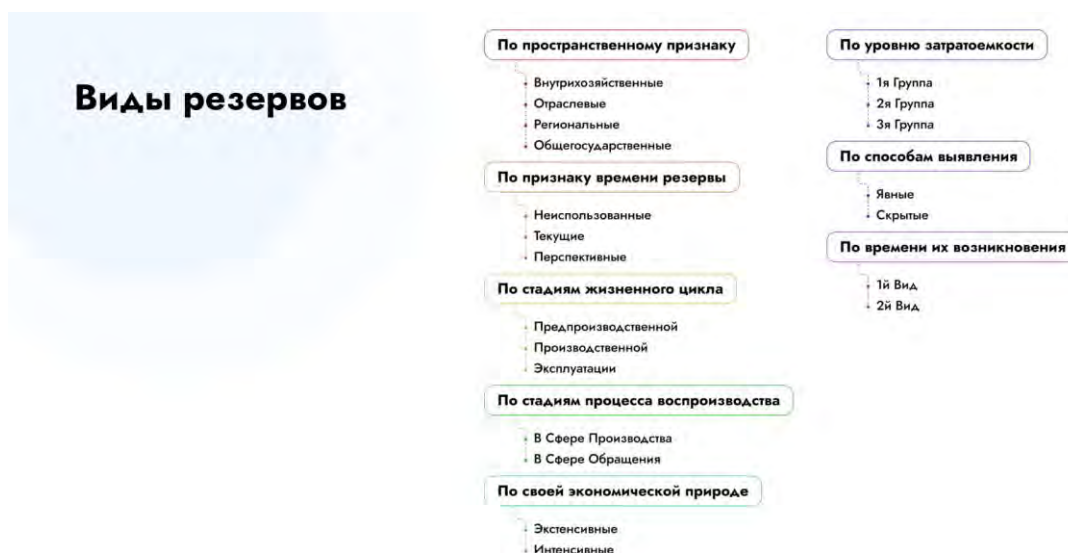 Виды резервов
По пространственному признаку
Внутрихозяйственные
Отраслевые
Региональные
Общегосударственные
По признаку времени резервы
Неиспользованные
Текущие
Перспективные
По стадиям жизненного цикла
Предпроизводственной
Производственной
Эксплуатации
По стадиям процесса воспроизводства
В Сфере Производства
В Сфере Обращения
По своей экономической природе
Экстенсивные
Интенсивные
По уровню затратоемкости
1я Группа
2я Группа
3я Группа
По способам выявления
Явные
Скрытые
По времени их возникновения
1й Вид
2й Вид